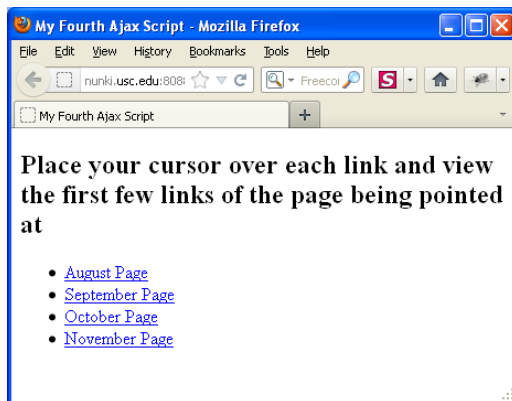 My Fourth Ajax Script - Mozilla Firefox
File Edit View History Bookmarks Tools Help
nunki.usc.edu:808 Freecor
My Fourth Ajax Script
Place your cursor over each link and view
the first few links of the page being pointed
at
August Page
September Page
October Page
November Page